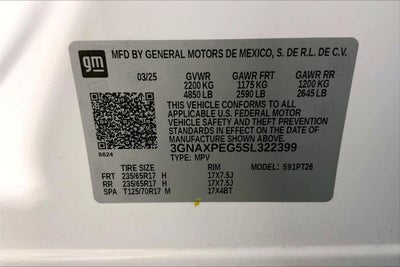 gm
MFD BY GENERAL MOTORS DE MEXICO, S. DE R.L. DE C.V.
03/25 GVWR GAWR FRT GAWR RR
2200 KG 1175 KG 1200 KG
4850 LB 2590 LB 2645 LB
THIS VEHICLE CONFORMS TO ALL
APPLICABLE U.S. FEDERAL MOTOR
VEHICLE SAFETY AND THEFT PREVENTION
STANDARDS IN EFFECT ON THE DATE
OF MANUFACTURE SHOWN ABOVE.
3GNAXPEG5SL322399
6624 TYPE: MPV MODEL: 591PT26
TIRE SIZE RIM
FRT 235/65R17 H 17X7.5J
RR 235/65R17 H 17X7.5J
SPA T125/70R17 M 17X4BT